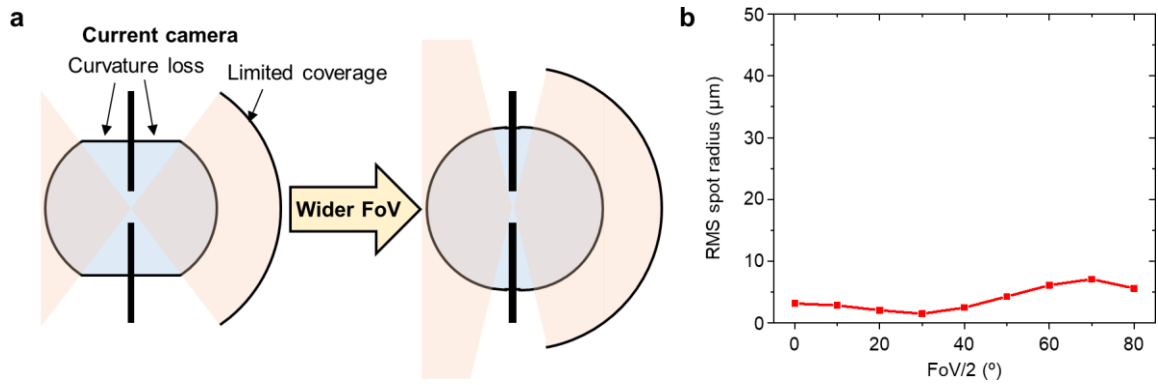 a
Current camera
Curvature loss
Limited coverage
Wider FoV
b
RMS spot radius (μm)
50
40
30
20
10
0
0 20 40 60 80
FoV/2 (º)